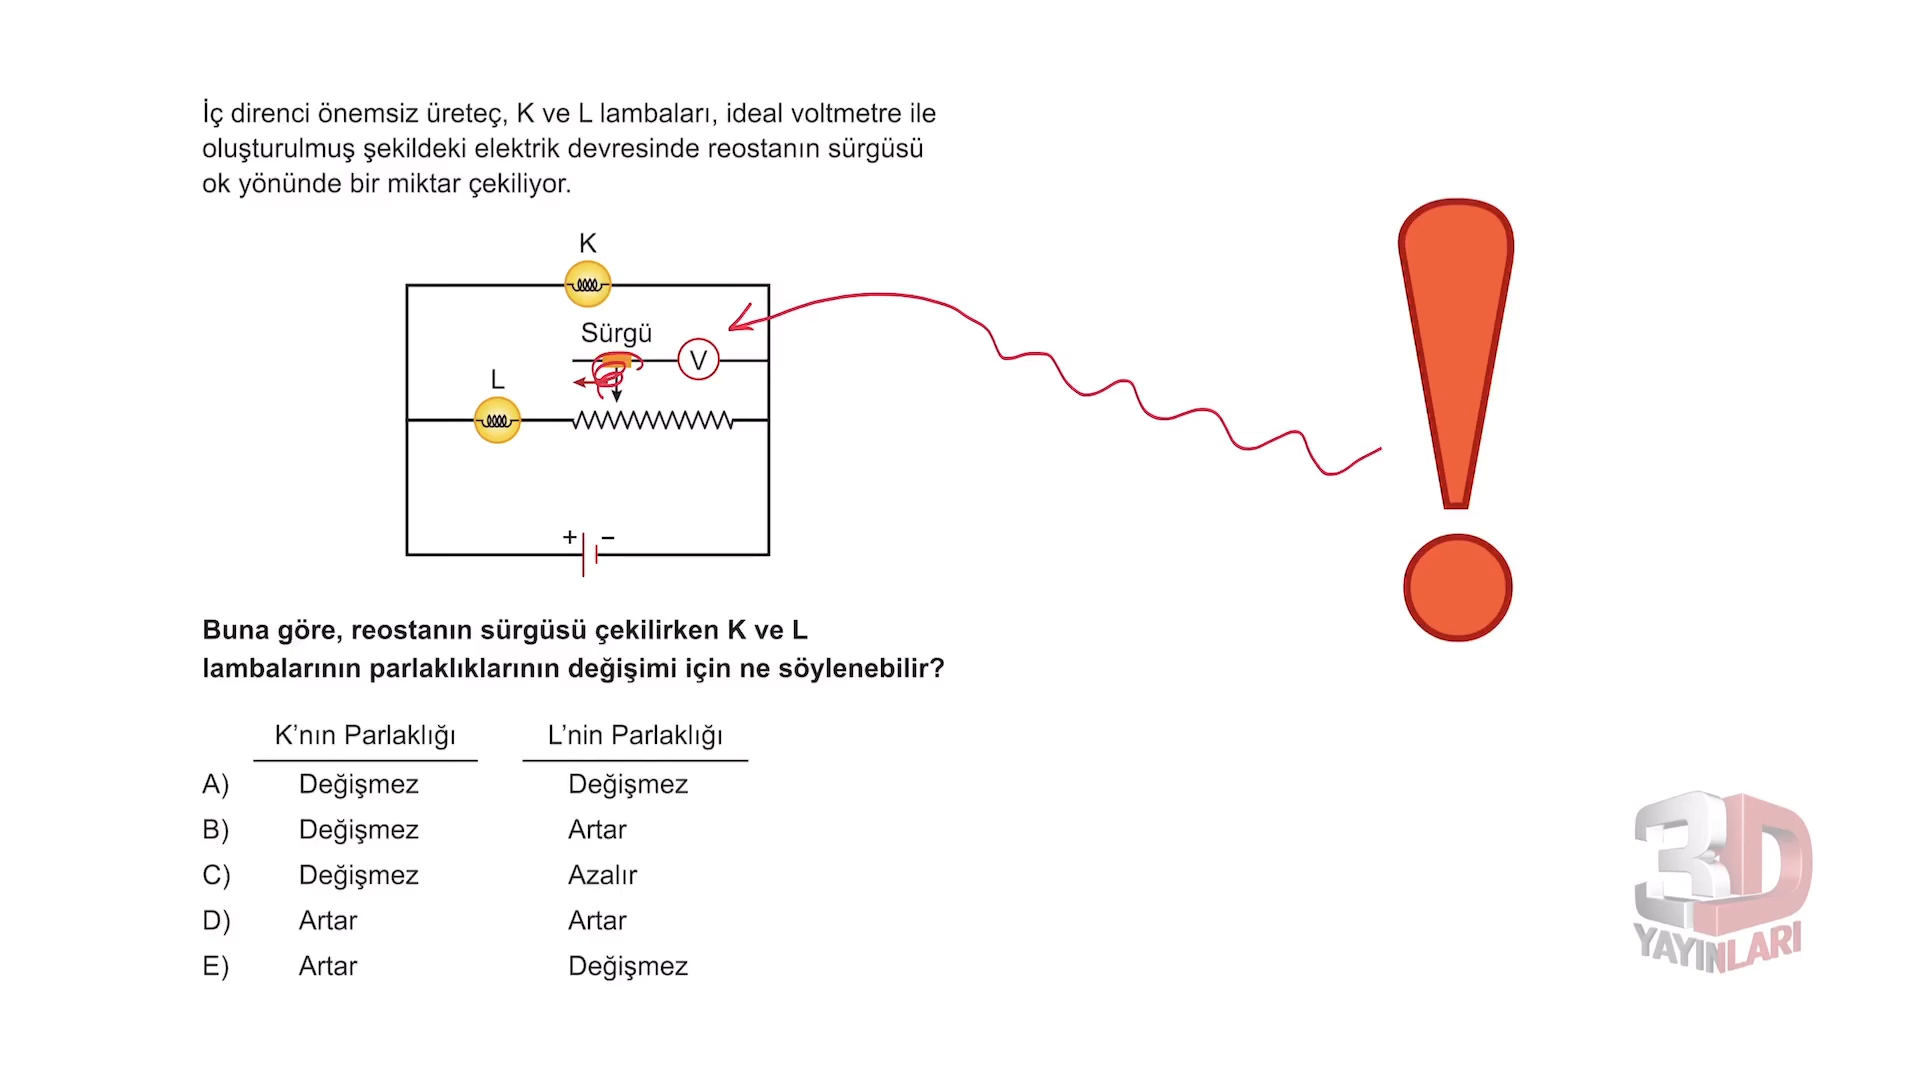 İç direnci önemsiz üreteç, K ve L lambaları, ideal voltmetre ile
oluşturulmuş şekildeki elektrik devresinde reostanın sürgüsü
ok yönünde bir miktar çekiliyor.
K
Sürgü
V
L
+ −
Buna göre, reostanın sürgüsü çekilirken K ve L
lambalarının parlaklıklarının değişimi için ne söylenebilir?
K’nın Parlaklığı L’nin Parlaklığı
A) Değişmez Değişmez
B) Değişmez Artar
C) Değişmez Azalır
D) Artar Artar
E) Artar Değişmez
!
3D
YAYINLARI